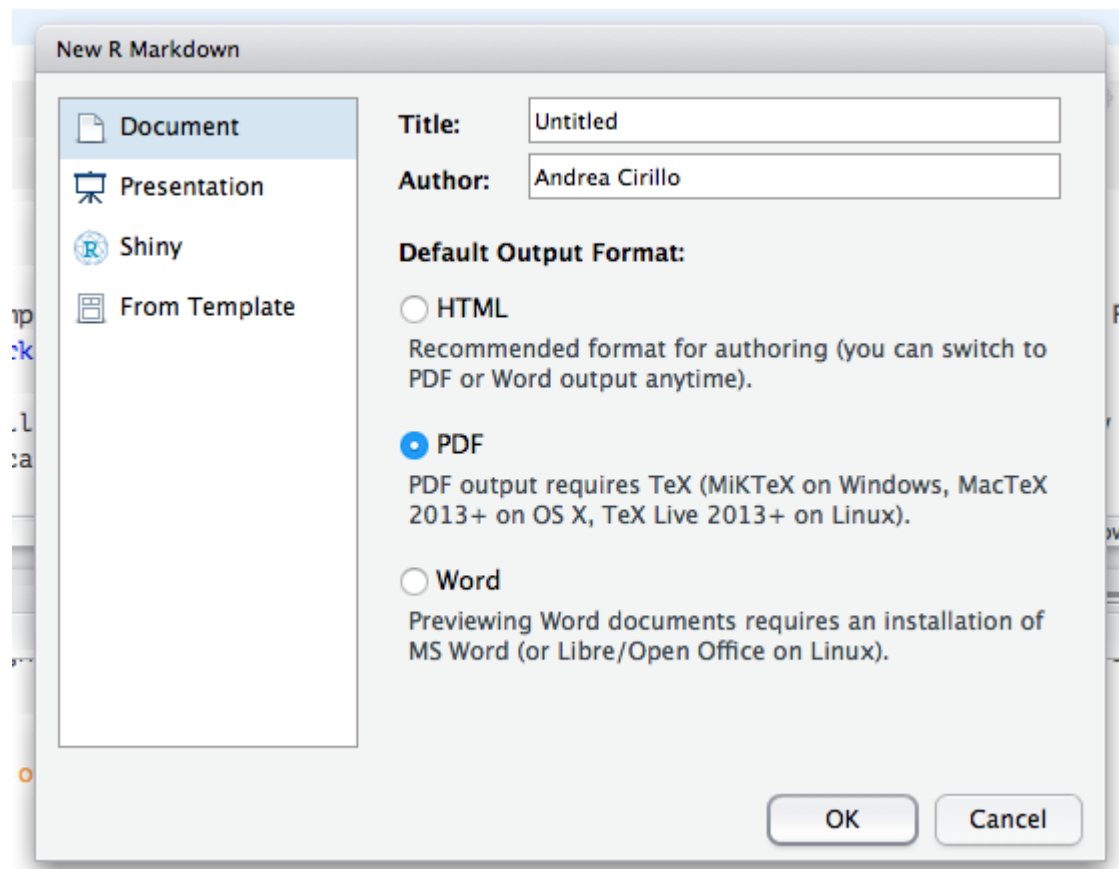 New R Markdown
Document
Presentation
Shiny
From Template
Title:
Untitled
Author:
Andrea Cirillo
Default Output Format:
HTML
Recommended format for authoring (you can switch to
PDF or Word output anytime).
PDF
PDF output requires TeX (MiKTeX on Windows, MacTeX
2013+ on OS X, TeX Live 2013+ on Linux).
Word
Previewing Word documents requires an installation of
MS Word (or Libre/Open Office on Linux).
OK
Cancel